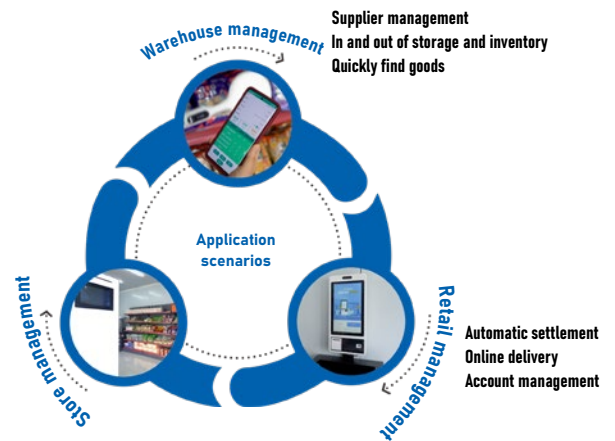 Warehouse management
Supplier management
In and out of storage and inventory
Quickly find goods
Application
scenarios
Store management
Retail management
Automatic settlement
Online delivery
Account management